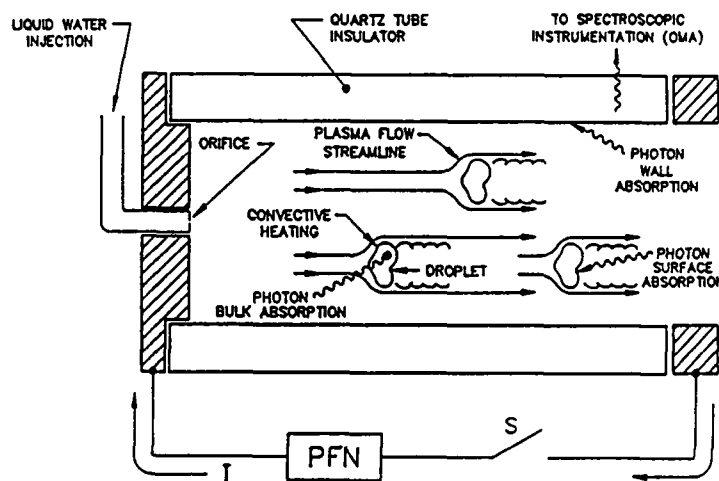 LIQUID WATER
INJECTION
QUARTZ TUBE
INSULATOR
TO SPECTROSCOPIC
INSTRUMENTATION (OMA)
ORIFICE
PLASMA FLOW
STREAMLINE
PHOTON
WALL
ABSORPTION
CONVECTIVE
HEATING
DROPLET
PHOTON
BULK ABSORPTION
PHOTON
SURFACE
ABSORPTION
S
PFN
I